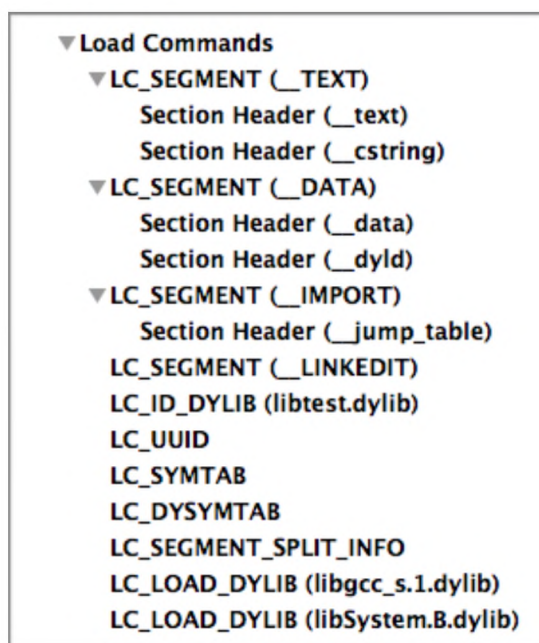 Load Commands
LC_SEGMENT (__TEXT)
Section Header (__text)
Section Header (__cstring)
LC_SEGMENT (__DATA)
Section Header (__data)
Section Header (__dyld)
LC_SEGMENT (__IMPORT)
Section Header (__jump_table)
LC_SEGMENT (__LINKEDIT)
LC_ID_DYLIB (libtest.dylib)
LC_UUID
LC_SYMTAB
LC_DYSYMTAB
LC_SEGMENT_SPLIT_INFO
LC_LOAD_DYLIB (libgcc_s.1.dylib)
LC_LOAD_DYLIB (libSystem.B.dylib)